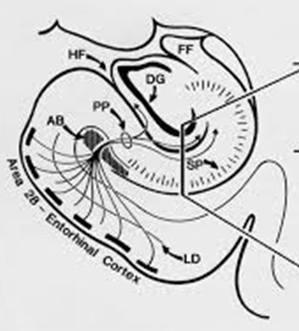 HF
FF
DG
PP
AB
SP
LD
Area 28 - Entorhinal Cortex